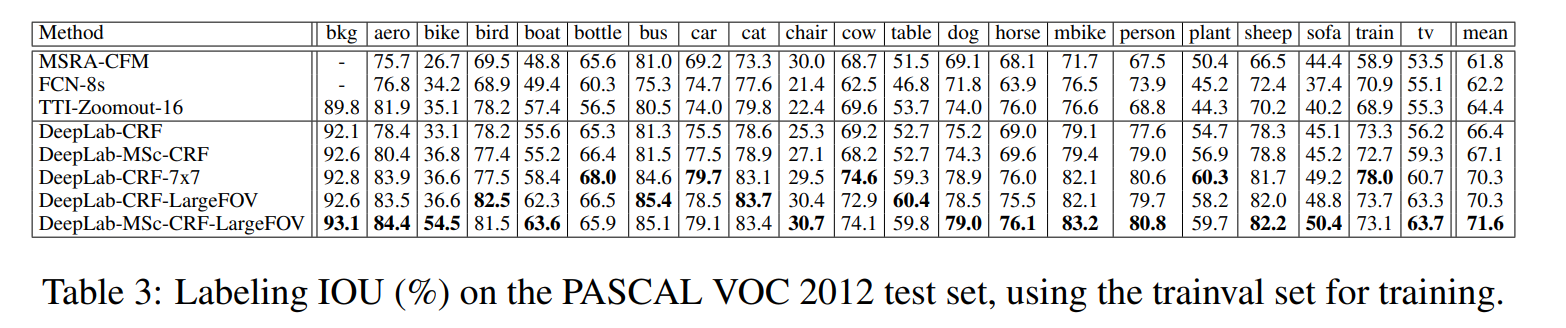 Method bkg aero bike bird boat bottle bus car cat chair cow table dog horse mbike person plant sheep sofa train tv mean
MSRA-CFM - 75.7 26.7 69.5 48.8 65.6 81.0 69.2 73.3 30.0 68.7 51.5 69.1 68.1 71.7 67.5 50.4 66.5 44.4 58.9 53.5 61.8
FCN-8s - 76.8 34.2 68.9 49.4 60.3 75.3 74.7 77.6 21.4 62.5 46.8 71.8 63.9 76.5 73.9 45.2 72.4 37.4 70.9 55.1 62.2
TTI-Zoomout-16 89.8 81.9 35.1 78.2 57.4 56.5 80.5 74.0 79.8 22.4 69.6 53.7 74.0 76.0 76.6 68.8 44.3 70.2 40.2 68.9 55.3 64.4
DeepLab-CRF 92.1 78.4 33.1 78.2 55.6 65.3 81.3 75.5 78.6 25.3 69.2 52.7 75.2 69.0 79.1 77.6 54.7 78.3 45.1 73.3 56.2 66.4
DeepLab-MSc-CRF 92.6 80.4 36.8 77.4 55.2 66.4 81.5 77.5 78.9 27.1 68.2 52.7 74.3 69.6 79.4 79.0 56.9 78.8 45.2 72.7 59.3 67.1
DeepLab-CRF-7x7 92.8 83.9 36.6 77.5 58.4 68.0 84.6 79.7 83.1 29.5 74.6 59.3 78.9 76.0 82.1 80.6 60.3 81.7 49.2 78.0 60.7 70.3
DeepLab-CRF-LargeFOV 92.6 83.5 36.6 82.5 62.3 66.5 85.4 78.5 83.7 30.4 72.9 60.4 78.5 75.5 82.1 79.7 58.2 82.0 48.8 73.7 63.3 70.3
DeepLab-MSc-CRF-LargeFOV 93.1 84.4 54.5 81.5 63.6 65.9 85.1 79.1 83.4 30.7 74.1 59.8 79.0 76.1 83.2 80.8 59.7 82.2 50.4 73.1 63.7 71.6
Table 3: Labeling IOU (%) on the PASCAL VOC 2012 test set, using the trainval set for training.